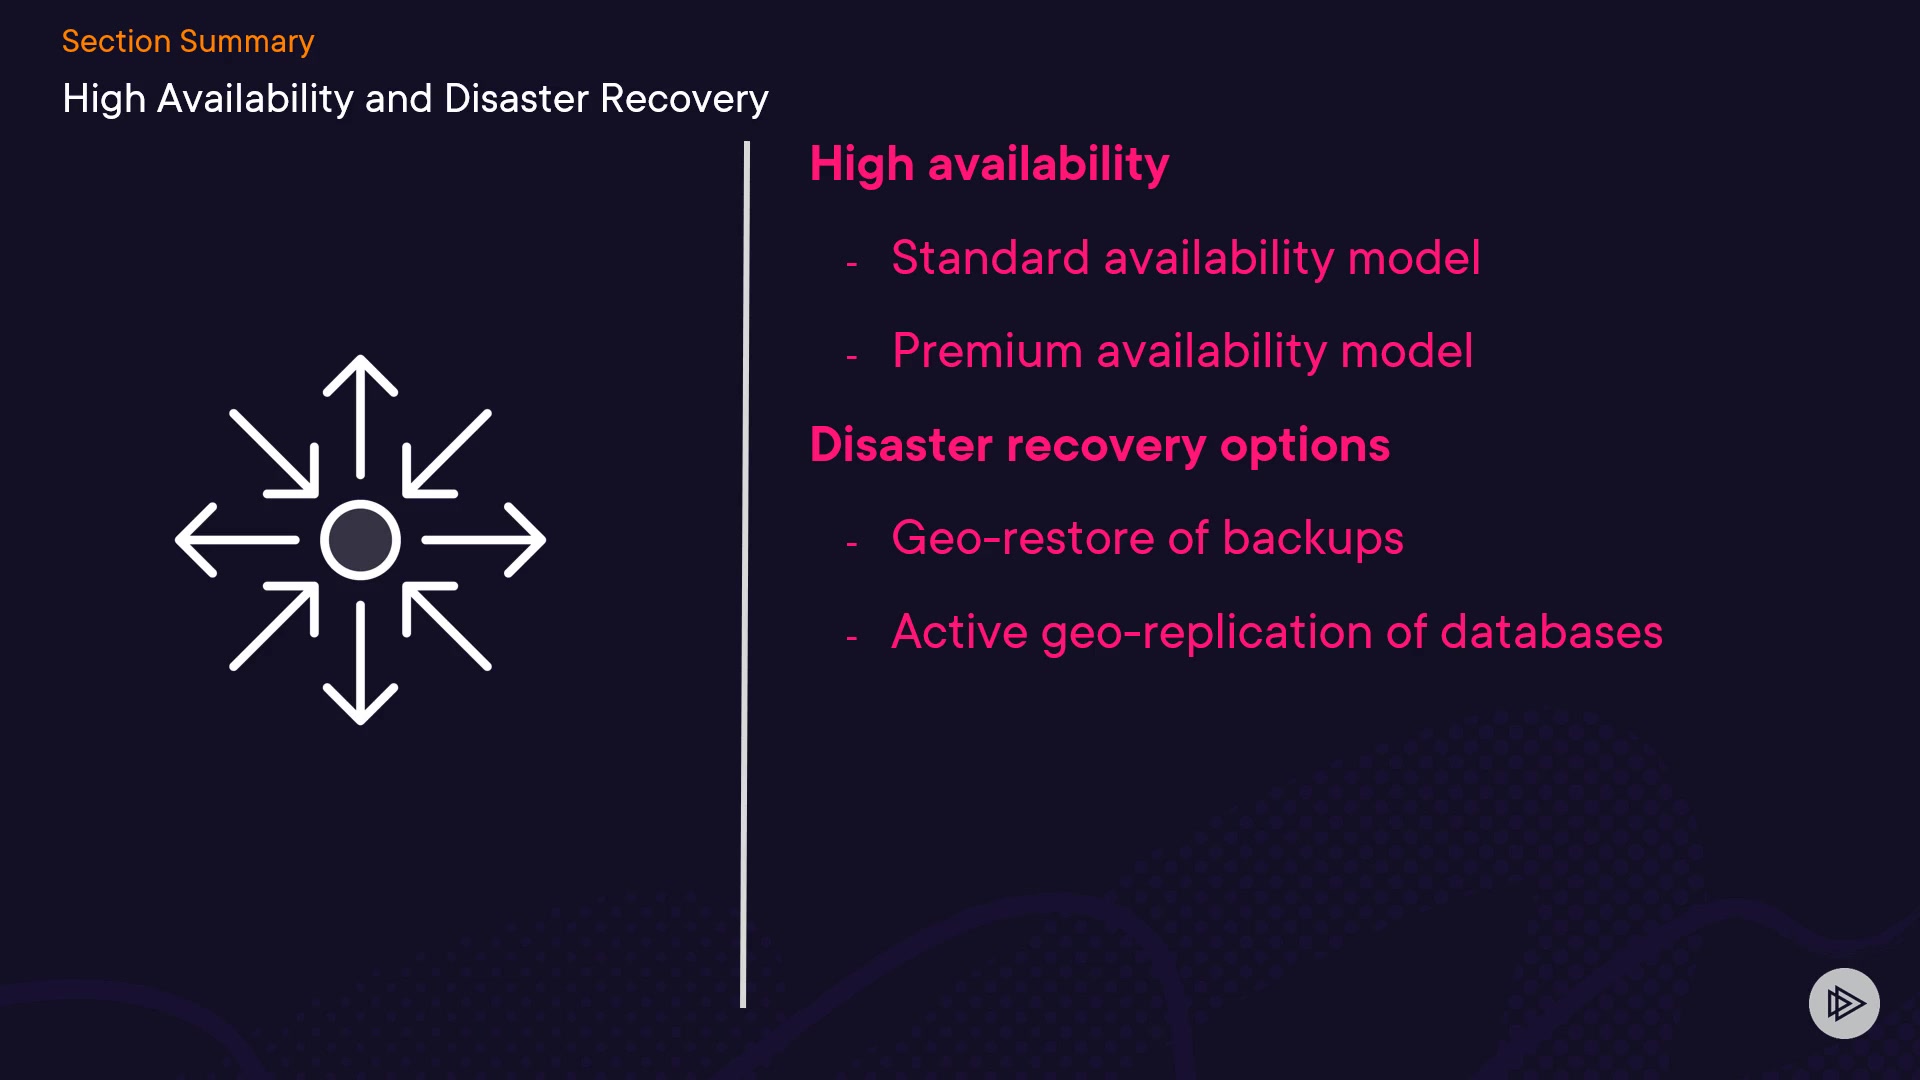 Section Summary
High Availability and Disaster Recovery
High availability
- Standard availability model
- Premium availability model
Disaster recovery options
- Geo-restore of backups
- Active geo-replication of databases